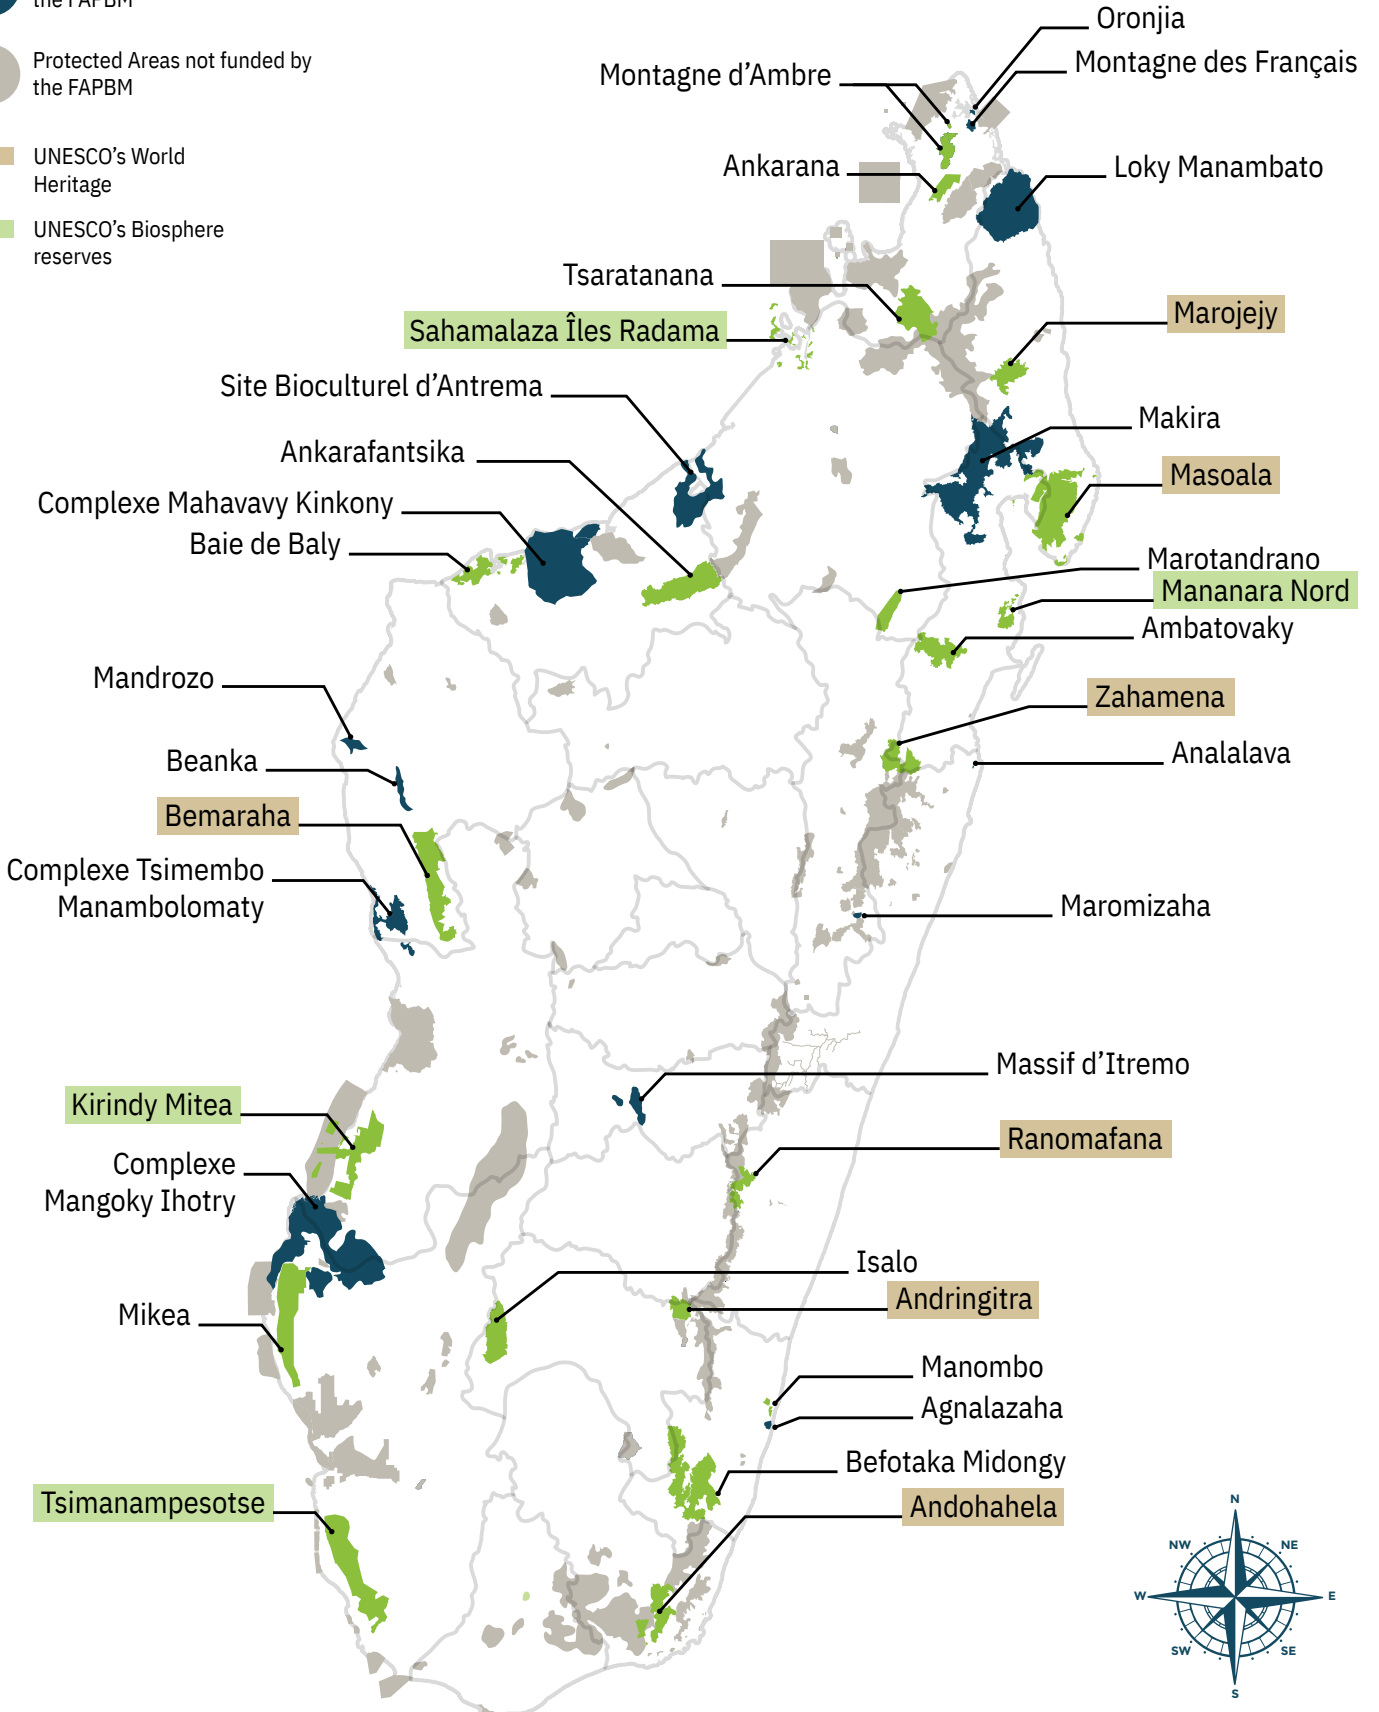 the FAPBM
Protected Areas not funded by
the FAPBM
UNESCO's World
Heritage
UNESCO's Biosphere
reserves
Oronjia
Montagne des Français
Montagne d'Ambre
Ankarana
Loky Manambato
Tsaratanana
Sahamalaza Îles Radama
Marojejy
Site Bioculturel d'Antrema
Makira
Ankarafantsika
Masoala
Complexe Mahavavy Kinkony
Baie de Baly
Marotandrano
Mananara Nord
Ambatovaky
Mandrozo
Zahamena
Beanka
Analalava
Bemaraha
Complexe Tsimembo
Manambolomaty
Maromizaha
Massif d'Itremo
Kirindy Mitea
Ranomafana
Complexe
Mangoky Ihotry
Isalo
Andringitra
Mikea
Manombo
Agnalazaha
Befotaka Midongy
Tsimanampesotse
Andohahela
N
NW
NE
W
E
SW
SE
S